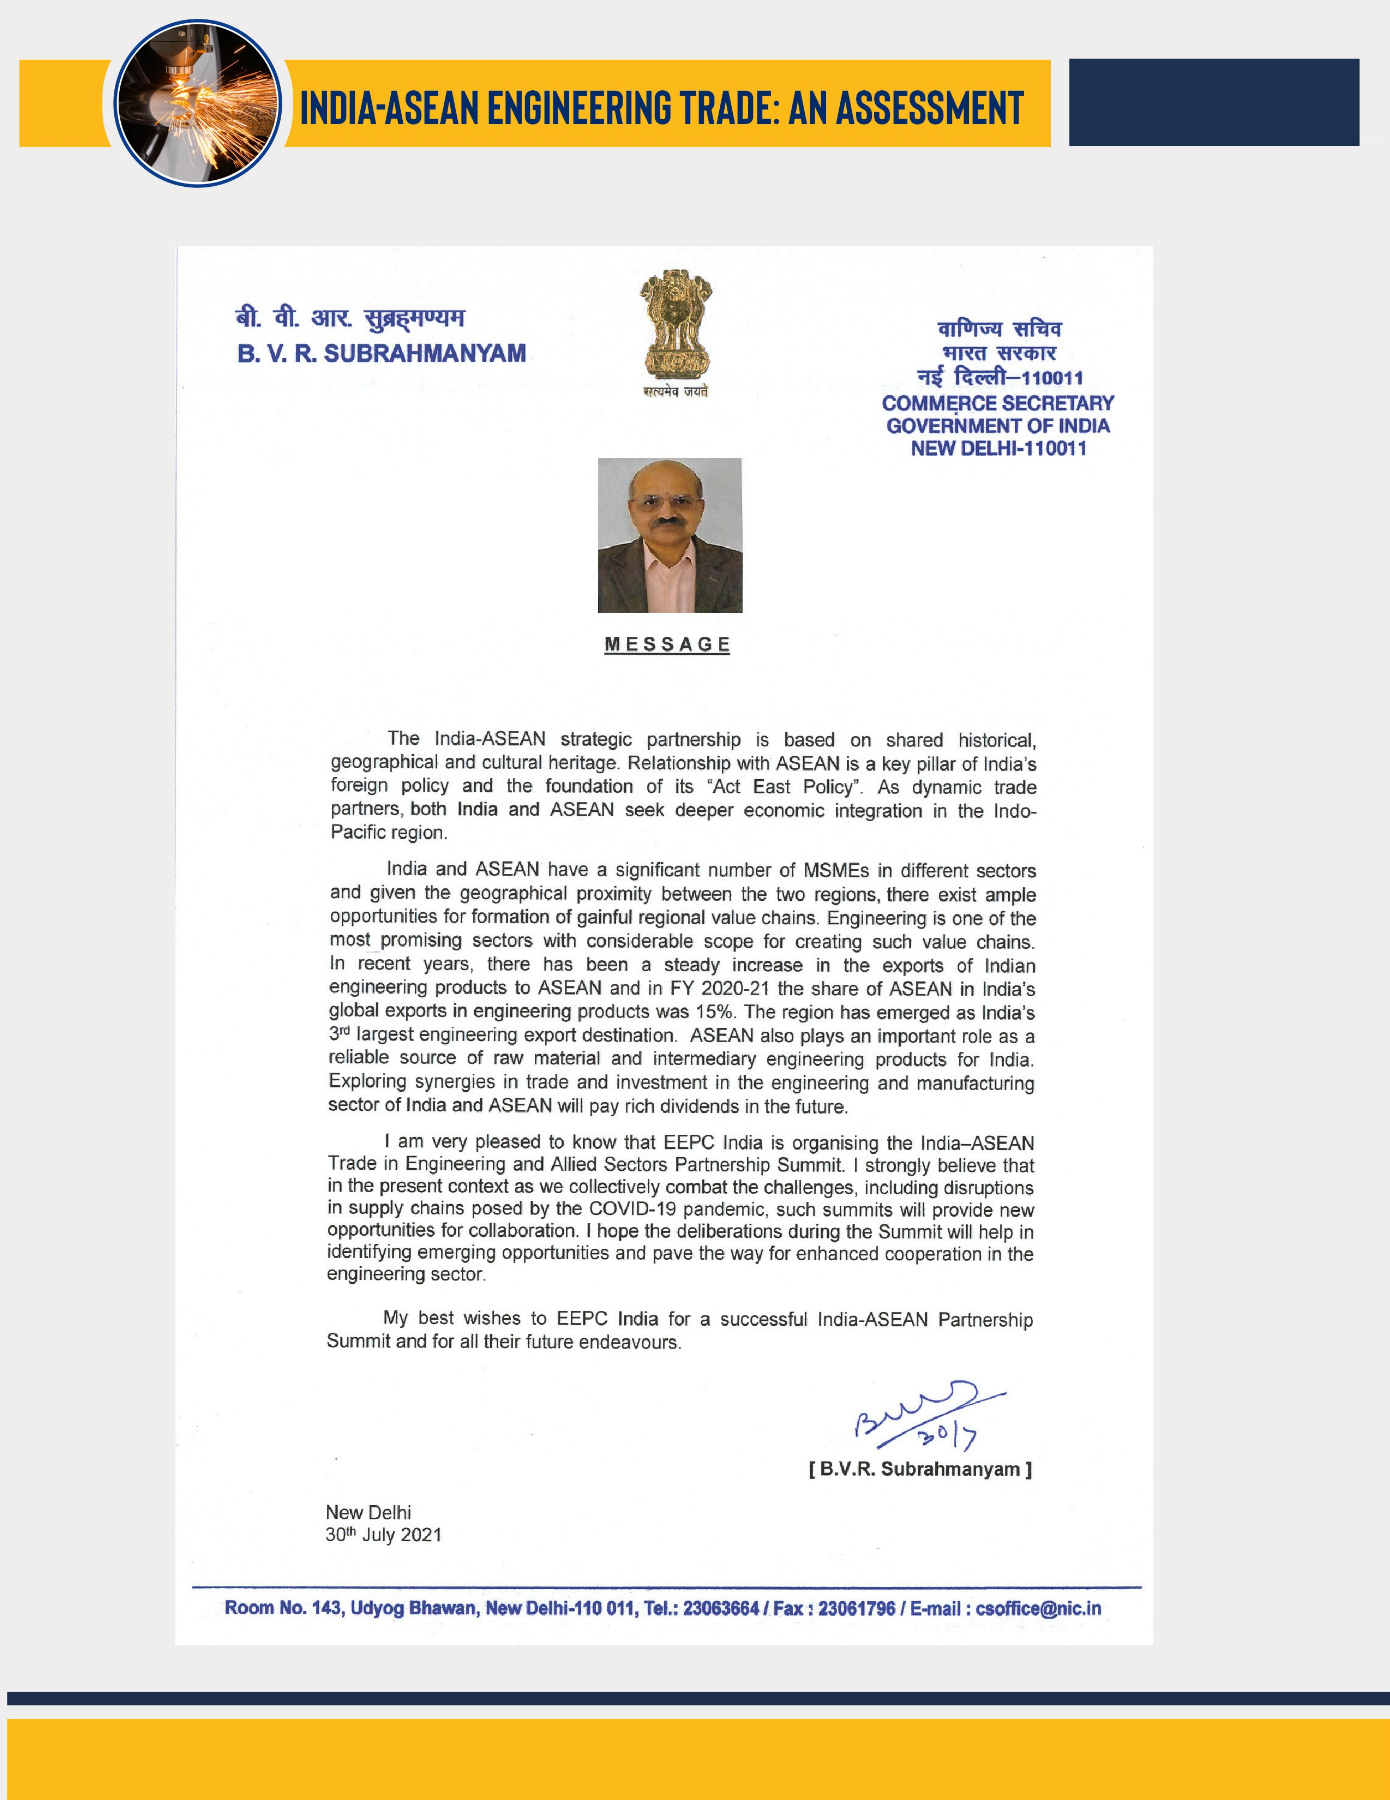 INDIA-ASEAN ENGINEERING TRADE: AN ASSESSMENT
बी. वी. आर. सुब्रह्मण्यम
B. V. R. SUBRAHMANYAM
सत्यमेव जयते
वाणिज्य सचिव
भारत सरकार
नई दिल्ली–110011
COMMERCE SECRETARY
GOVERNMENT OF INDIA
NEW DELHI-110011
MESSAGE
The India-ASEAN strategic partnership is based on shared historical,
geographical and cultural heritage. Relationship with ASEAN is a key pillar of India's
foreign policy and the foundation of its "Act East Policy". As dynamic trade
partners, both India and ASEAN seek deeper economic integration in the Indo-
Pacific region.
India and ASEAN have a significant number of MSMEs in different sectors
and given the geographical proximity between the two regions, there exist ample
opportunities for formation of gainful regional value chains. Engineering is one of the
most promising sectors with considerable scope for creating such value chains.
In recent years, there has been a steady increase in the exports of Indian
engineering products to ASEAN and in FY 2020-21 the share of ASEAN in India's
global exports in engineering products was 15%. The region has emerged as India's
3rd largest engineering export destination. ASEAN also plays an important role as a
reliable source of raw material and intermediary engineering products for India.
Exploring synergies in trade and investment in the engineering and manufacturing
sector of India and ASEAN will pay rich dividends in the future.
I am very pleased to know that EEPC India is organising the India–ASEAN
Trade in Engineering and Allied Sectors Partnership Summit. I strongly believe that
in the present context as we collectively combat the challenges, including disruptions
in supply chains posed by the COVID-19 pandemic, such summits will provide new
opportunities for collaboration. I hope the deliberations during the Summit will help in
identifying emerging opportunities and pave the way for enhanced cooperation in the
engineering sector.
My best wishes to EEPC India for a successful India-ASEAN Partnership
Summit and for all their future endeavours.
30/7
[ B.V.R. Subrahmanyam ]
New Delhi
30th July 2021
Room No. 143, Udyog Bhawan, New Delhi-110 011, Tel.: 23063664 / Fax : 23061796 / E-mail : csoffice@nic.in